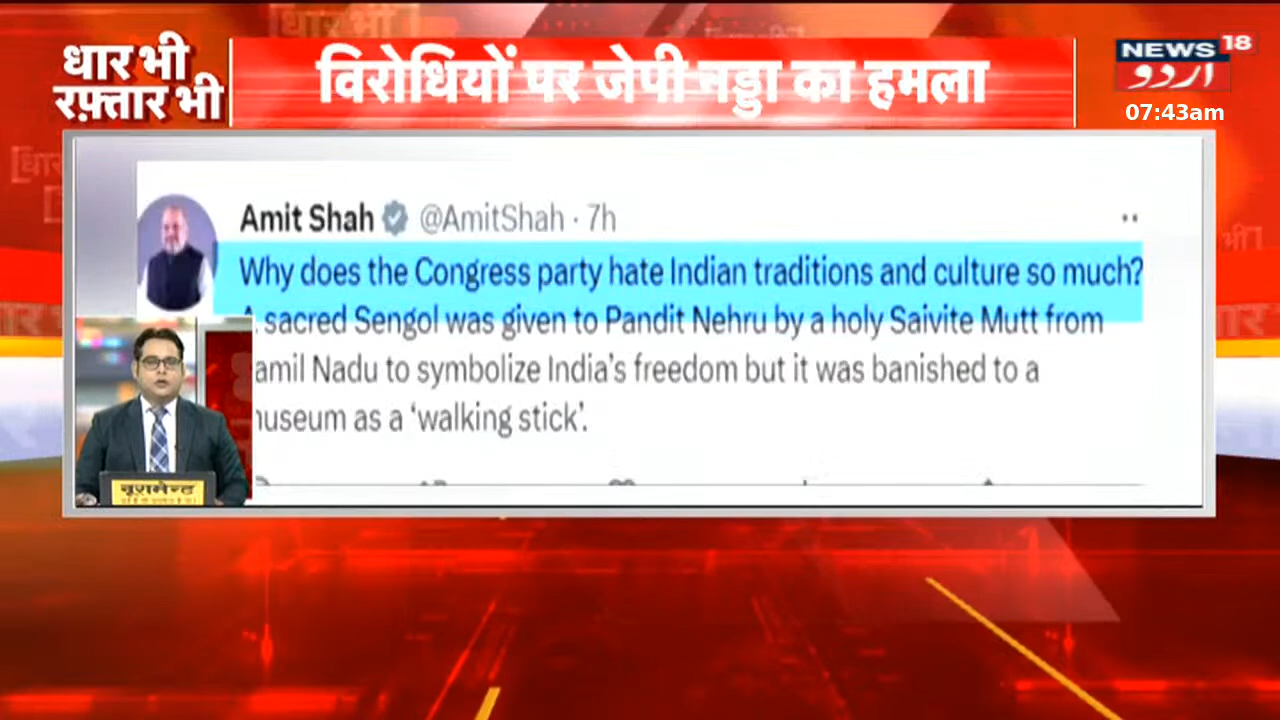 धार भी
रफ़्तार भी
विरोधियों पर जेपी नड्डा का हमला
NEWS 18
اردو
07:43am
Amit Shah @AmitShah · 7h
Why does the Congress party hate Indian traditions and culture so much?
A sacred Sengol was given to Pandit Nehru by a holy Saivite Mutt from
amil Nadu to symbolize India's freedom but it was banished to a
useum as a 'walking stick'.